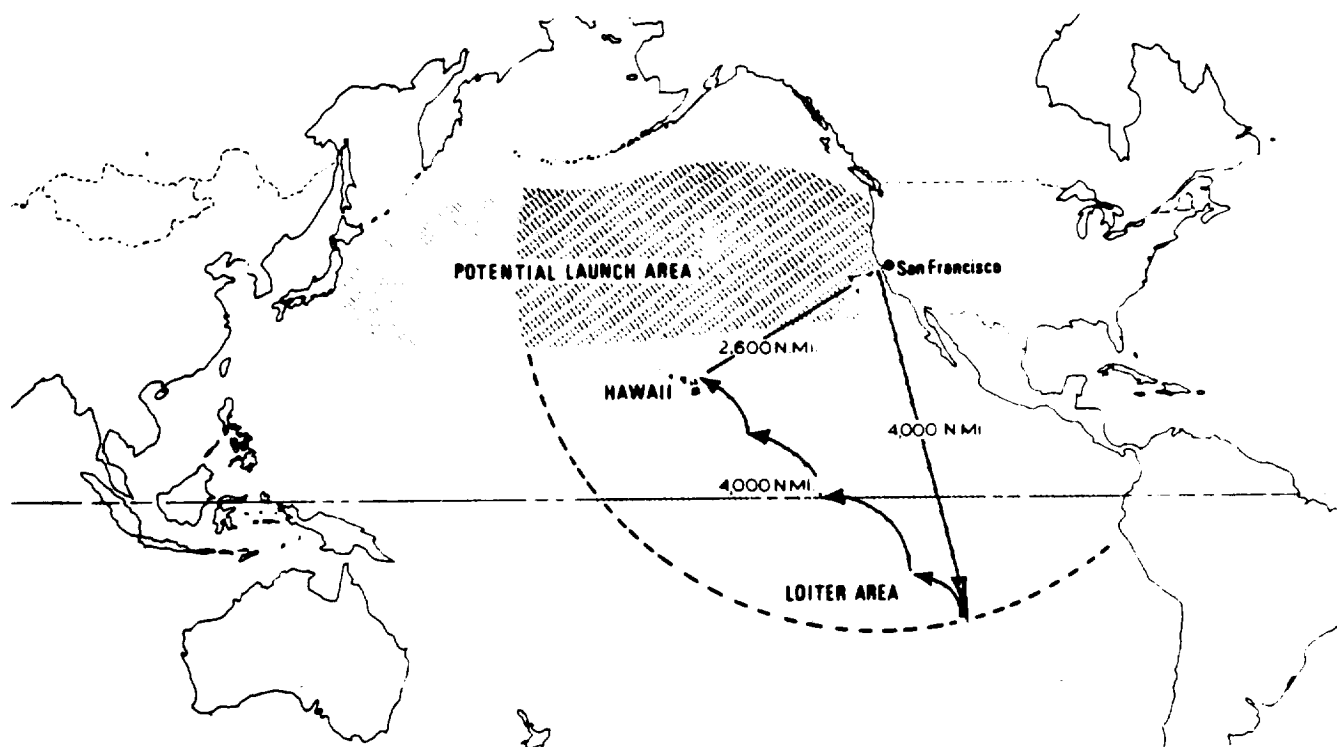 POTENTIAL LAUNCH AREA
San Francisco
2,600 N.MI.
HAWAII
4,000 N MI
4,000 N MI.
LOITER AREA